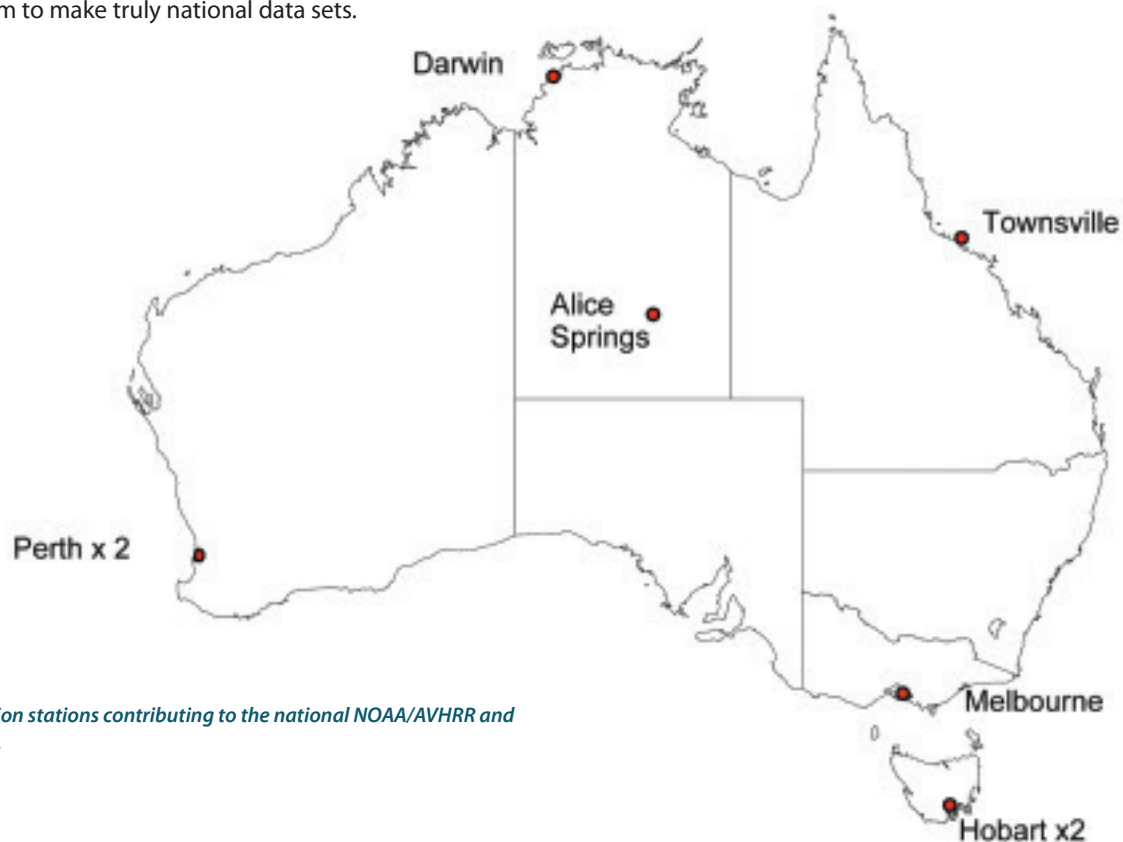 m to make truly national data sets.
Darwin
Townsville
Alice
Springs
Perth x 2
Melbourne
ion stations contributing to the national NOAA/AVHRR and
Hobart x2